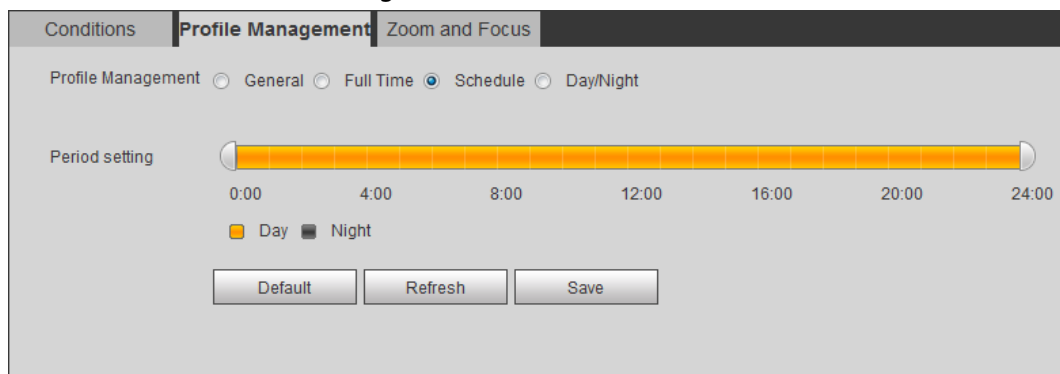 Conditions Profile Management Zoom and Focus
Profile Management General Full Time Schedule Day/Night
Period setting
0:00 4:00 8:00 12:00 16:00 20:00 24:00
Day Night
Default Refresh Save